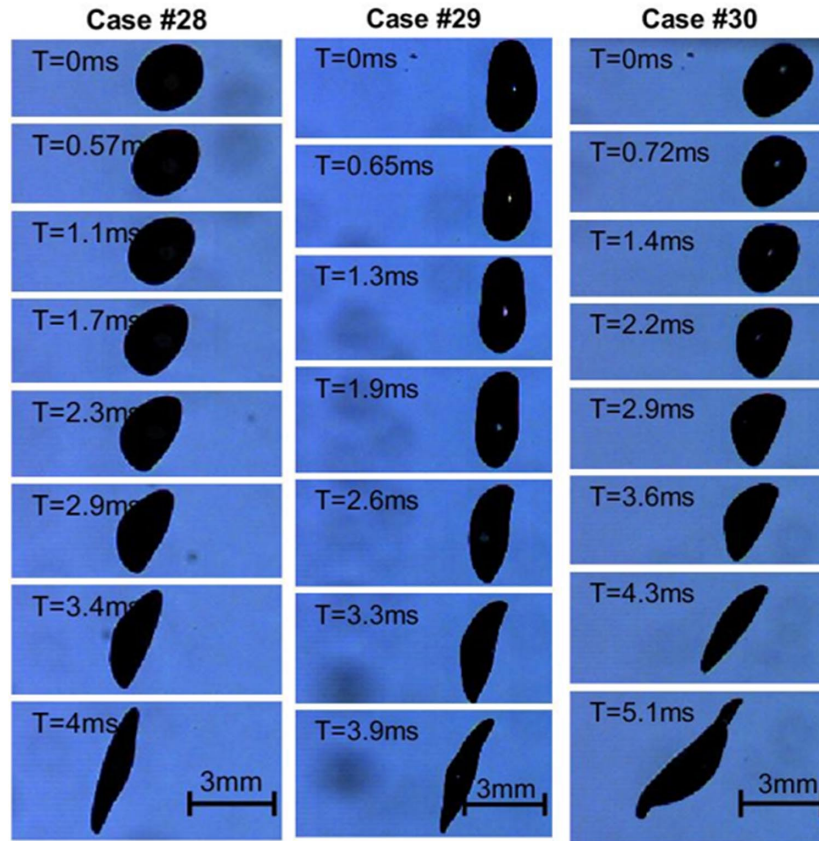 Case #28
T=0ms
T=0.57m
T=1.1ms
T=1.7ms
T=2.3ms
T=2.9ms
T=3.4ms
T=4ms
3mm
Case #29
T=0ms
T=0.65ms
T=1.3ms
T=1.9ms
T=2.6ms
T=3.3ms
T=3.9ms
3mm
Case #30
T=0ms
T=0.72ms
T=1.4ms
T=2.2ms
T=2.9ms
T=3.6ms
T=4.3ms
T=5.1ms
3mm